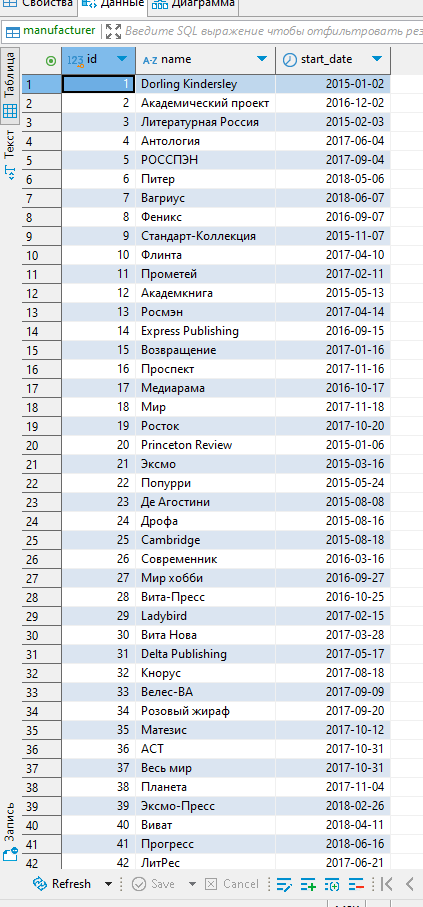 Свойства Данные Диаграмма
manufacturer Введите SQL выражение чтобы отфильтровать рез
Таблица
Текст
Запись
123 id A-Z name start_date
1 1 Dorling Kindersley 2015-01-02
2 2 Академический проект 2016-12-02
3 3 Литературная Россия 2015-02-03
4 4 Антология 2017-06-04
5 5 РОССПЭН 2017-09-04
6 6 Питер 2018-05-06
7 7 Вагриус 2018-06-07
8 8 Феникс 2016-09-07
9 9 Стандарт-Коллекция 2015-11-07
10 10 Флинта 2017-04-10
11 11 Прометей 2017-02-11
12 12 Академкнига 2015-05-13
13 13 Росмэн 2017-04-14
14 14 Express Publishing 2016-09-15
15 15 Возвращение 2017-01-16
16 16 Проспект 2017-11-16
17 17 Медиарама 2016-10-17
18 18 Мир 2017-11-18
19 19 Росток 2017-10-20
20 20 Princeton Review 2015-01-06
21 21 Эксмо 2015-03-16
22 22 Попурри 2015-05-24
23 23 Де Агостини 2015-08-08
24 24 Дрофа 2015-08-16
25 25 Cambridge 2015-08-18
26 26 Современник 2016-03-16
27 27 Мир хобби 2016-09-27
28 28 Вита-Пресс 2016-10-25
29 29 Ladybird 2017-02-15
30 30 Вита Нова 2017-03-28
31 31 Delta Publishing 2017-05-17
32 32 Кнорус 2017-08-18
33 33 Велес-ВА 2017-09-09
34 34 Розовый жираф 2017-09-20
35 35 Матезис 2017-10-12
36 36 АСТ 2017-10-31
37 37 Весь мир 2017-10-31
38 38 Планета 2017-11-04
39 39 Эксмо-Пресс 2018-02-26
40 40 Виват 2018-04-11
41 41 Прогресс 2018-06-16
42 42 ЛитРес 2017-06-21
Refresh Save Cancel